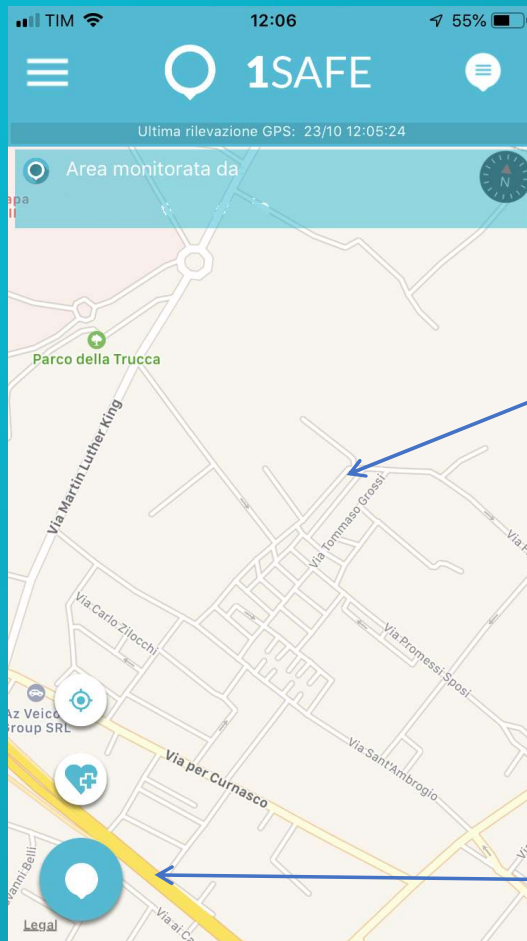 TIM
12:06
55%
1SAFE
Ultima rilevazione GPS: 23/10 12:05:24
Area monitorata da
N
Parco della Trucca
Via Martin Luther King
Via Tommaso Grossi
Via Carlo Zilocchi
Via Promessi Sposi
Az Veico
Group SRL
Via Sant'Ambrogio
Via per Curnasco
Legal